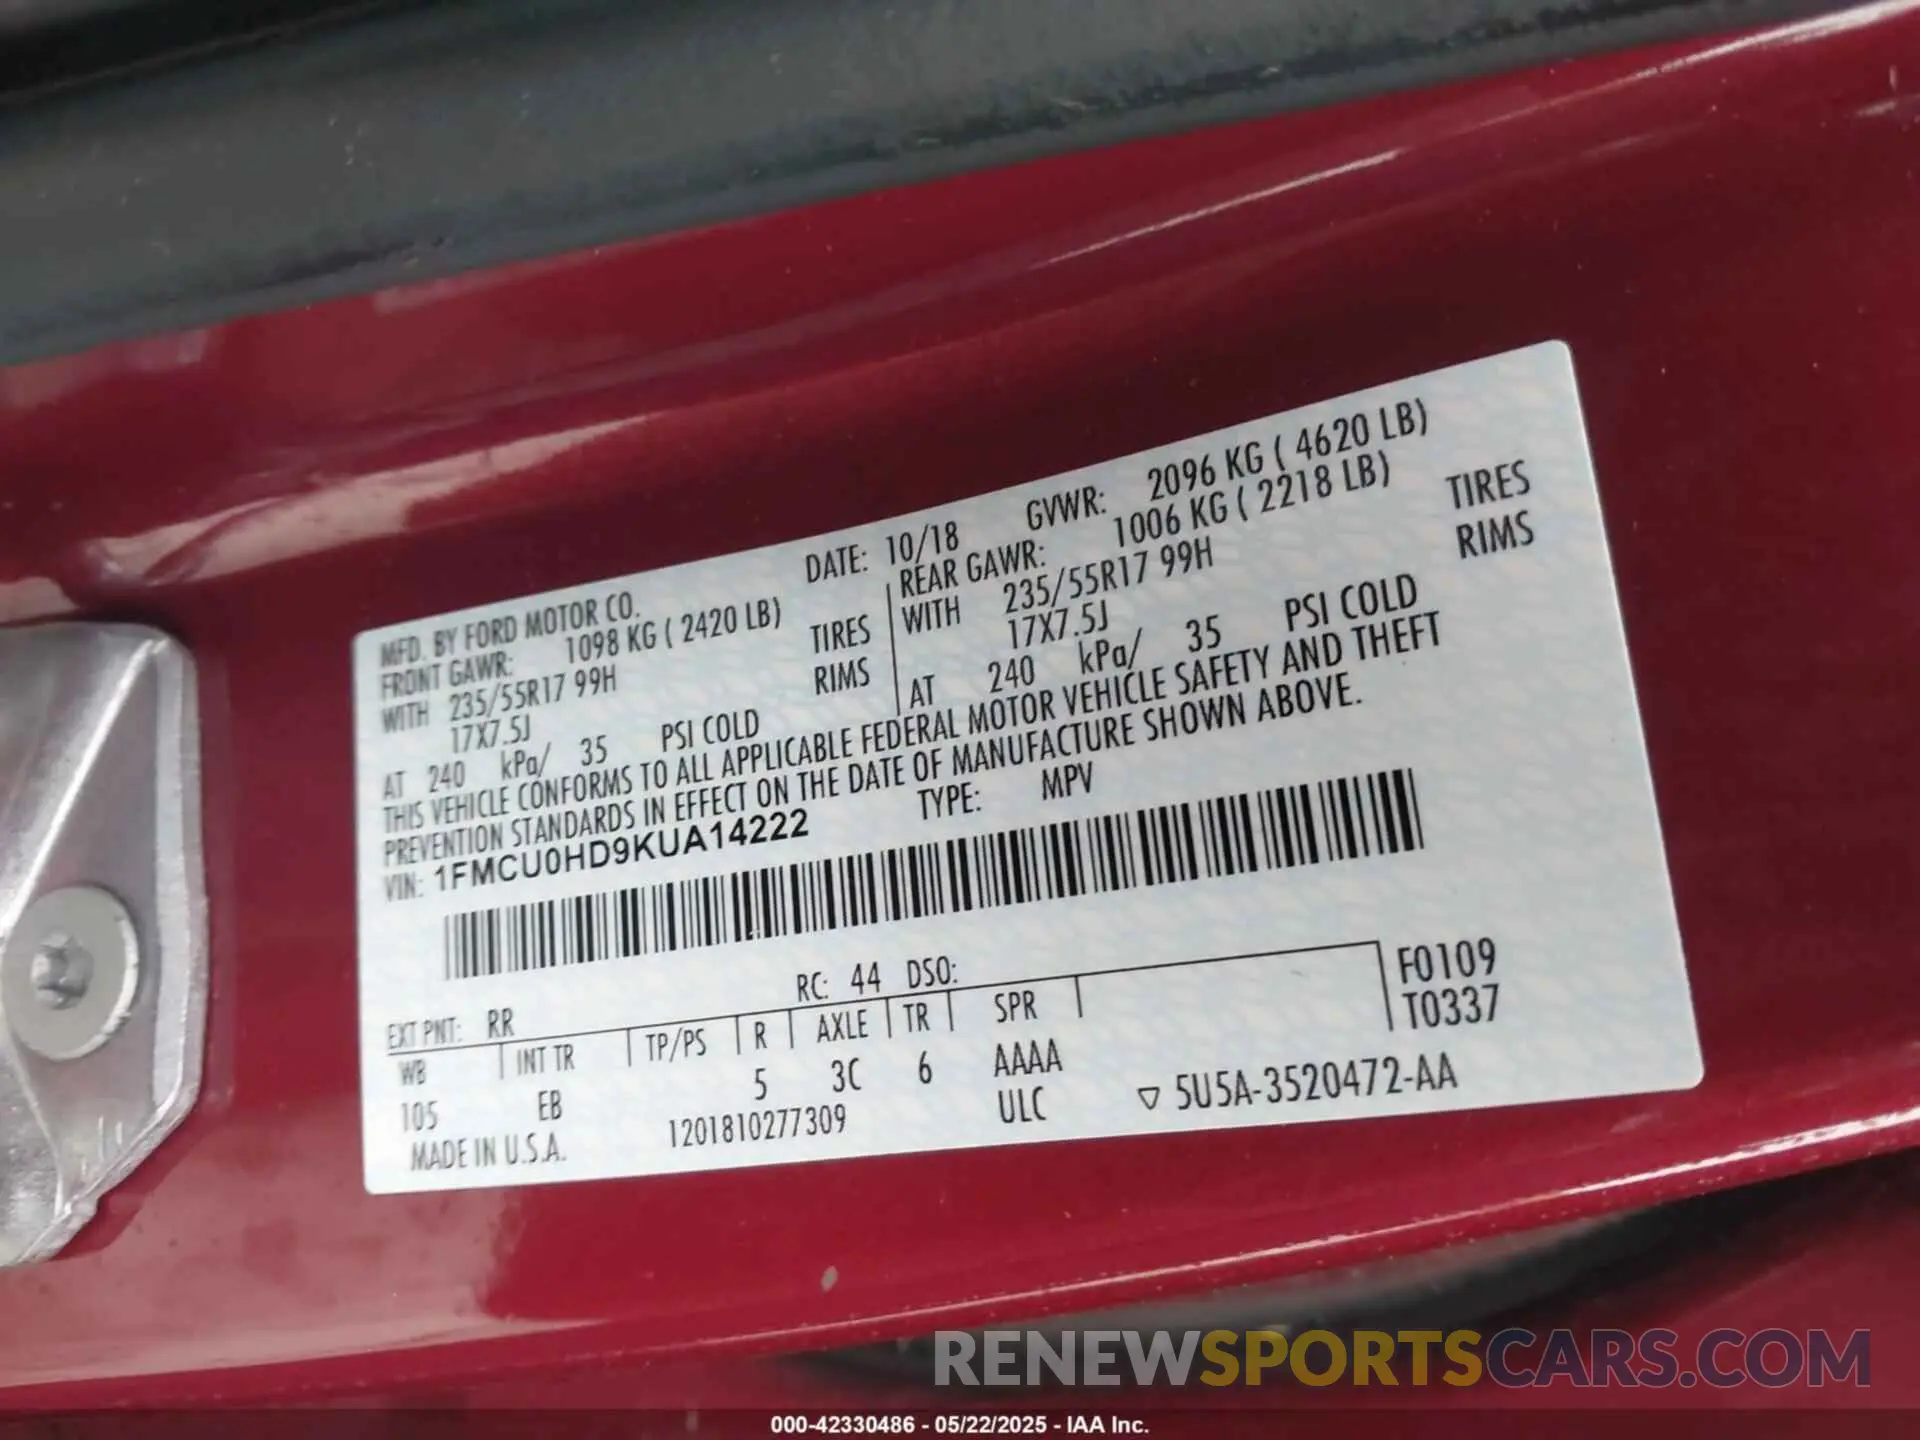 MFD. BY FORD MOTOR CO.
DATE: 10/18 GVWR: 2096 KG ( 4620 LB)
FRONT GAWR: 1098 KG ( 2420 LB)
WITH 235/55R17 99H TIRES
17X7.5J RIMS
AT 240 kPa/ 35 PSI COLD
REAR GAWR: 1006 KG ( 2218 LB)
WITH 235/55R17 99H TIRES
17X7.5J RIMS
AT 240 kPa/ 35 PSI COLD
THIS VEHICLE CONFORMS TO ALL APPLICABLE FEDERAL MOTOR VEHICLE SAFETY AND THEFT
PREVENTION STANDARDS IN EFFECT ON THE DATE OF MANUFACTURE SHOWN ABOVE.
VIN: 1FMCU0HD9KUA14222 TYPE: MPV
EXT PNT: RR RC: 44 DSO: F0109
WB INT TR TP/PS R AXLE TR SPR T0337
105 EB 5 3C 6 AAAA
MADE IN U.S.A. 1201810277309 ULC ▽ 5U5A-3520472-AA
RENEWSPORTSCARS.COM
000-42330486 - 05/22/2025 - IAA Inc.